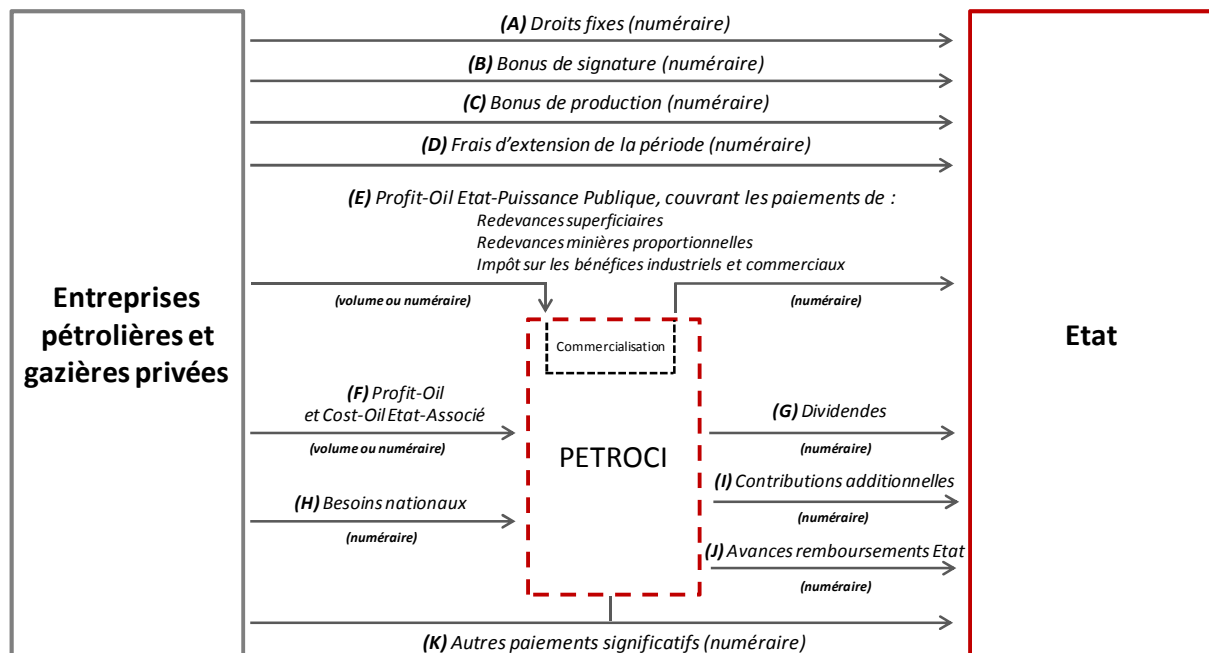 (A) Droits fixes (numéraire)
(B) Bonus de signature (numéraire)
(C) Bonus de production (numéraire)
(D) Frais d'extension de la période (numéraire)
(E) Profit-Oil Etat-Puissance Publique, couvrant les paiements de :
Redevances superficiaires
Redevances minières proportionnelles
Impôt sur les bénéfices industriels et commerciaux
(volume ou numéraire)
(numéraire)
Entreprises
pétrolières et
gazières privées
Etat
Commercialisation
(F) Profit-Oil
et Cost-Oil Etat-Associé
(volume ou numéraire)
(G) Dividendes
(numéraire)
PETROCI
(H) Besoins nationaux
(numéraire)
(I) Contributions additionnelles
(numéraire)
(J) Avances remboursements Etat
(numéraire)
(K) Autres paiements significatifs (numéraire)